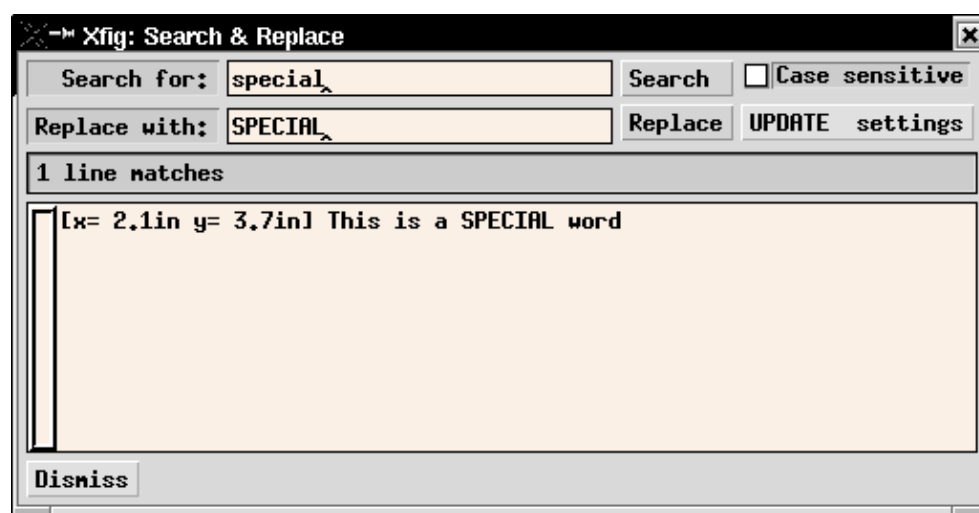 Xfig: Search & Replace
Search for: special Search Case sensitive
Replace with: SPECIAL Replace UPDATE settings
1 line matches
[x= 2.1in y= 3.7in] This is a SPECIAL word
Dismiss